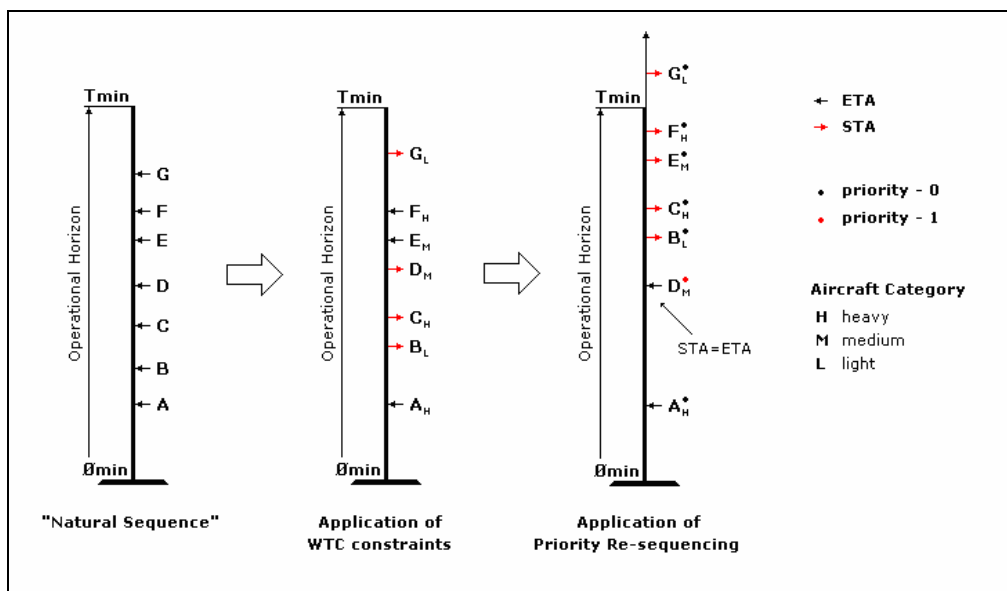 Tmin
G
F
E
D
C
B
A
Ømin
Operational Horizon
"Natural Sequence"
Tmin
GL
FH
EM
DM
CH
BL
AH
Ømin
Operational Horizon
Application of
WTC constraints
GL
Tmin
FH
EM
CH
BL
DM
STA=ETA
AH
Ømin
Operational Horizon
Application of
Priority Re-sequencing
ETA
STA
priority - 0
priority - 1
Aircraft Category
H heavy
M medium
L light